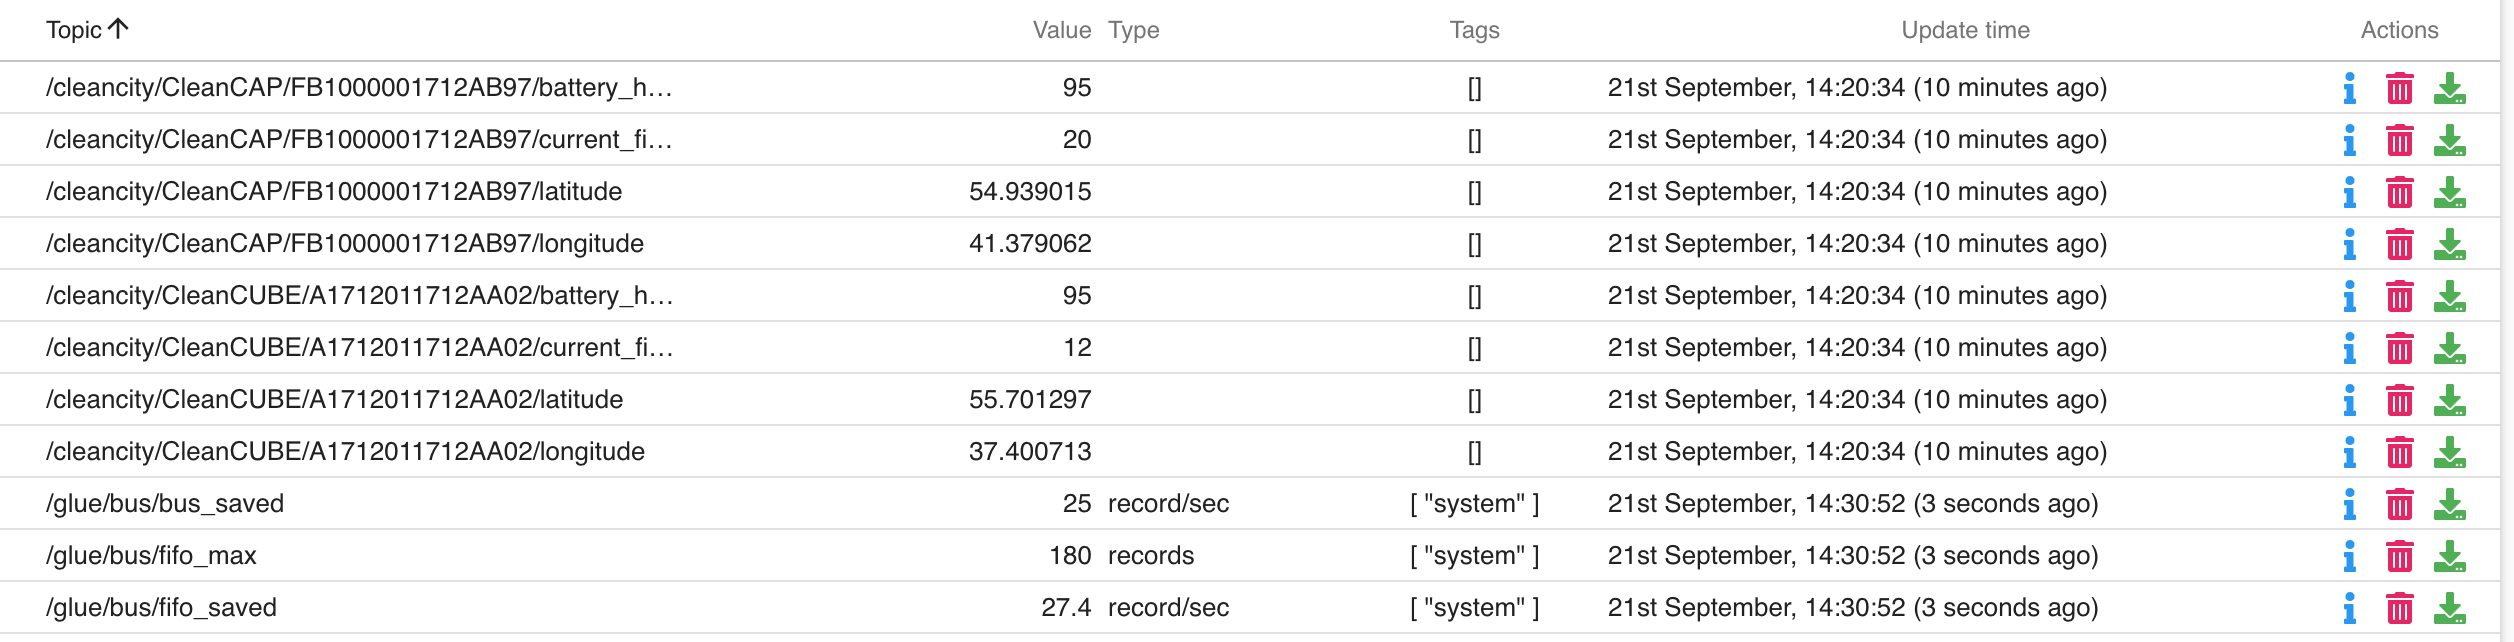 Topic Value Type Tags Update time Actions
/cleancity/CleanCAP/FB1000001712AB97/battery_h… 95 [] 21st September, 14:20:34 (10 minutes ago)
/cleancity/CleanCAP/FB1000001712AB97/current_fi… 20 [] 21st September, 14:20:34 (10 minutes ago)
/cleancity/CleanCAP/FB1000001712AB97/latitude 54.939015 [] 21st September, 14:20:34 (10 minutes ago)
/cleancity/CleanCAP/FB1000001712AB97/longitude 41.379062 [] 21st September, 14:20:34 (10 minutes ago)
/cleancity/CleanCUBE/A1712011712AA02/battery_h… 95 [] 21st September, 14:20:34 (10 minutes ago)
/cleancity/CleanCUBE/A1712011712AA02/current_fi… 12 [] 21st September, 14:20:34 (10 minutes ago)
/cleancity/CleanCUBE/A1712011712AA02/latitude 55.701297 [] 21st September, 14:20:34 (10 minutes ago)
/cleancity/CleanCUBE/A1712011712AA02/longitude 37.400713 [] 21st September, 14:20:34 (10 minutes ago)
/glue/bus/bus_saved 25 record/sec [ "system" ] 21st September, 14:30:52 (3 seconds ago)
/glue/bus/fifo_max 180 records [ "system" ] 21st September, 14:30:52 (3 seconds ago)
/glue/bus/fifo_saved 27.4 record/sec [ "system" ] 21st September, 14:30:52 (3 seconds ago)